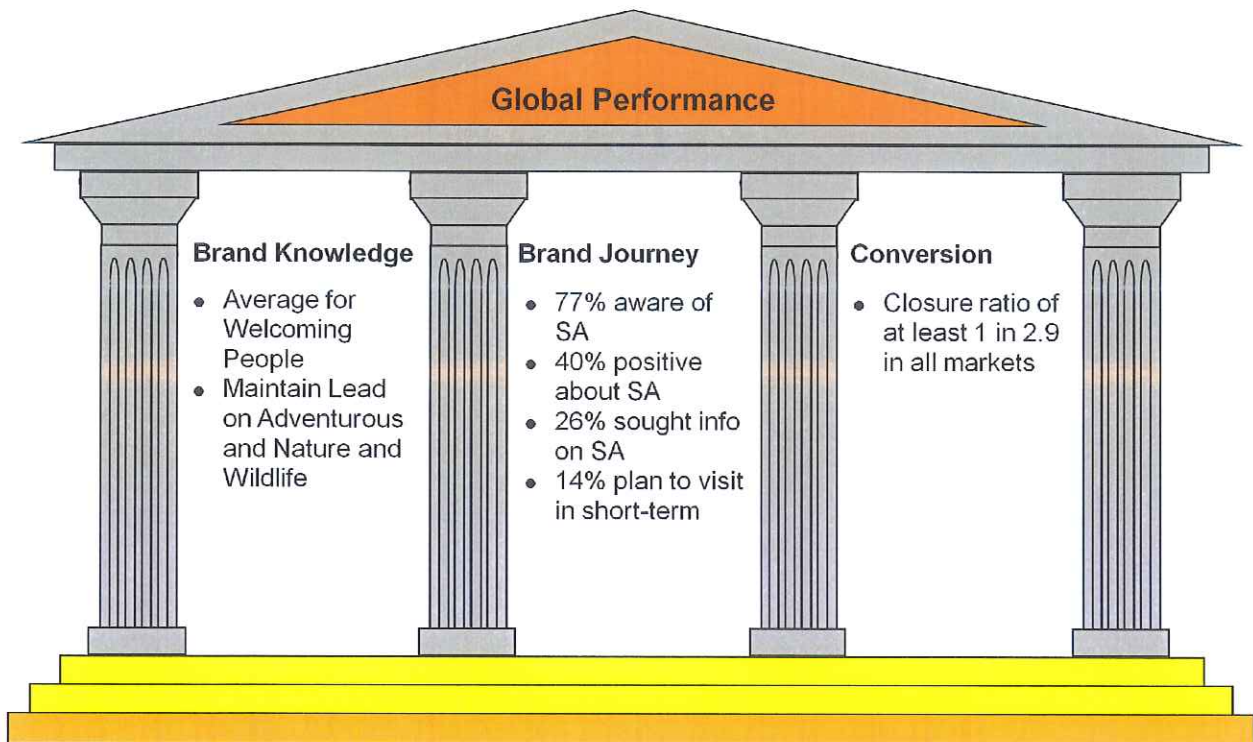 Global Performance
Brand Knowledge
• Average for
Welcoming
People
• Maintain Lead
on Adventurous
and Nature and
Wildlife
Brand Journey
• 77% aware of
SA
• 40% positive
about SA
• 26% sought info
on SA
• 14% plan to visit
in short-term
Conversion
• Closure ratio of
at least 1 in 2.9
in all markets